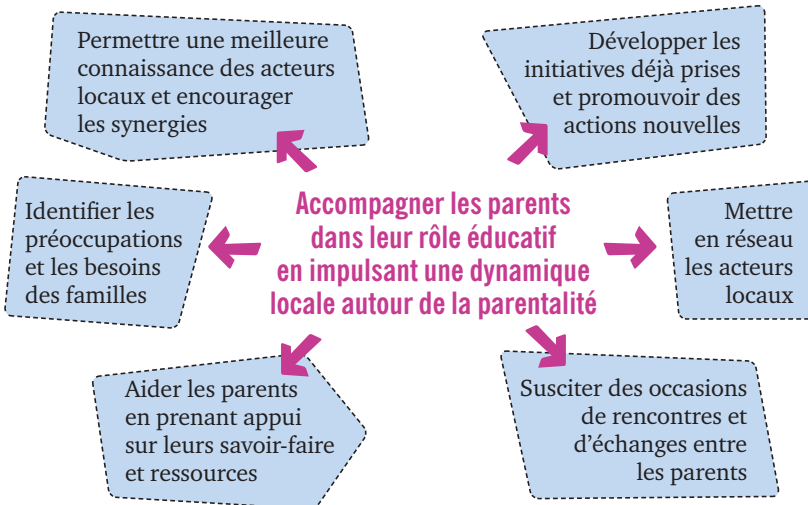 Permettre une meilleure
connaissance des acteurs
locaux et encourager
les synergies
Développer les
initiatives déjà prises
et promouvoir des
actions nouvelles
Identifier les
préoccupations
et les besoins
des familles
Accompagner les parents
dans leur rôle éducatif
en impulsant une dynamique
locale autour de la parentalité
Mettre
en réseau
les acteurs
locaux
Aider les parents
en prenant appui
sur leurs savoir-faire
et ressources
Susciter des occasions
de rencontres et
d'échanges entre
les parents